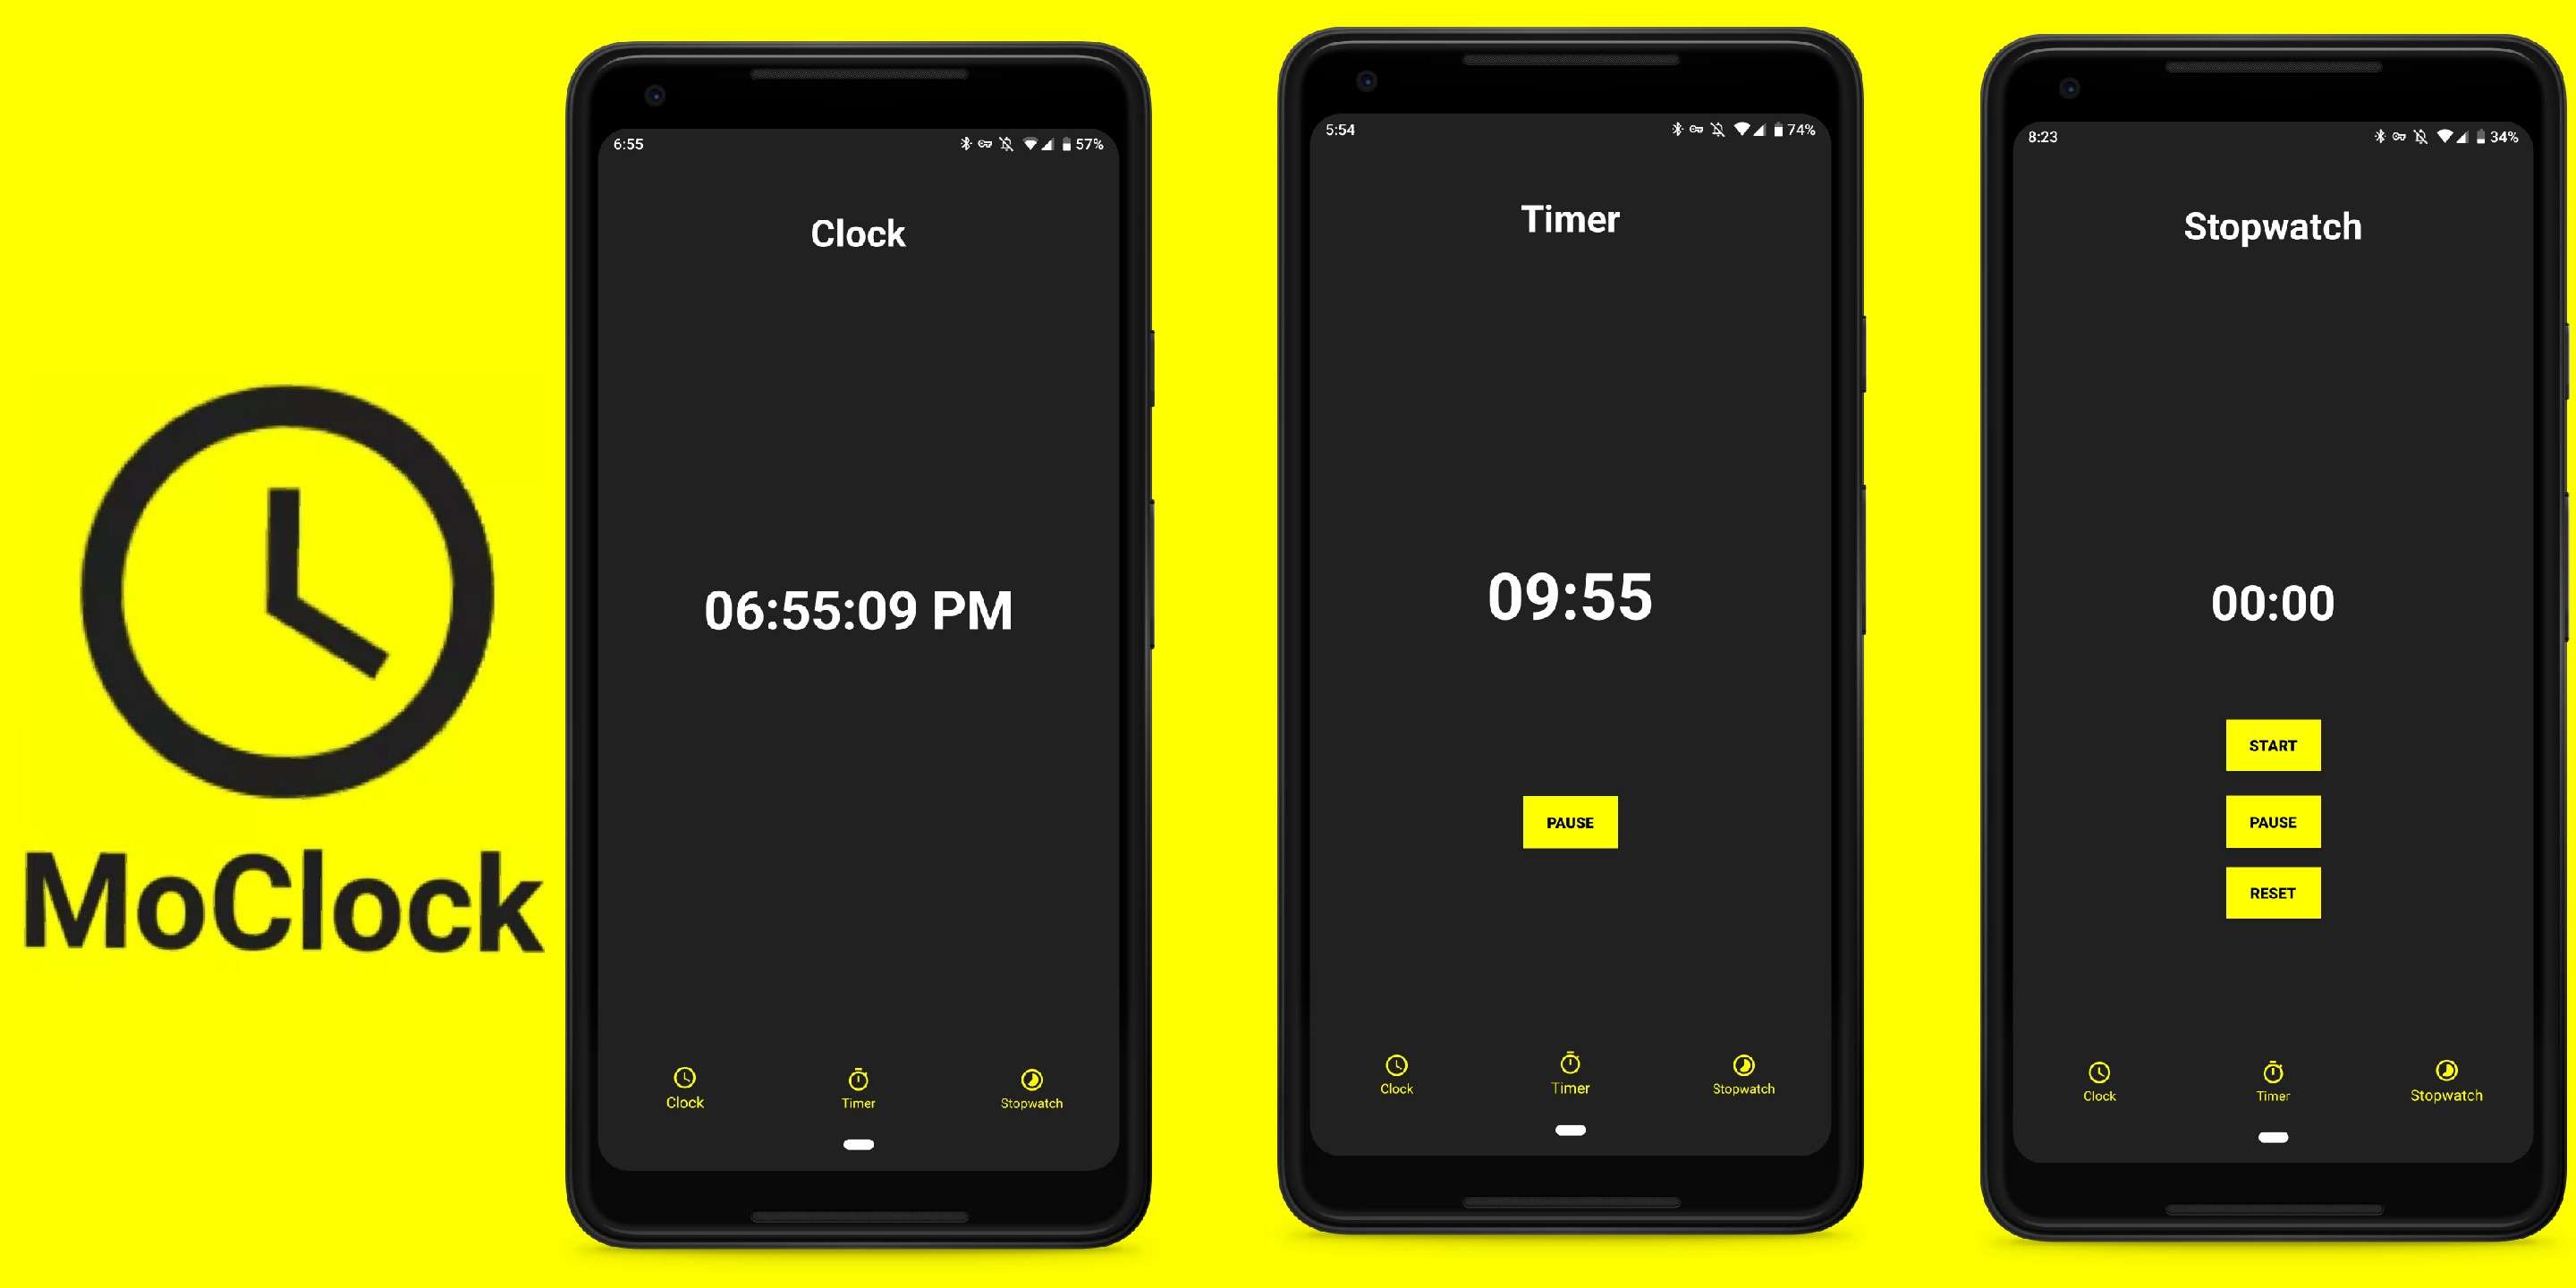 MoClock
6:55
57%
Clock
06:55:09 PM
Clock
Timer
Stopwatch
5:54
74%
Timer
09:55
PAUSE
Clock
Timer
Stopwatch
8:23
34%
Stopwatch
00:00
START
PAUSE
RESET
Clock
Timer
Stopwatch